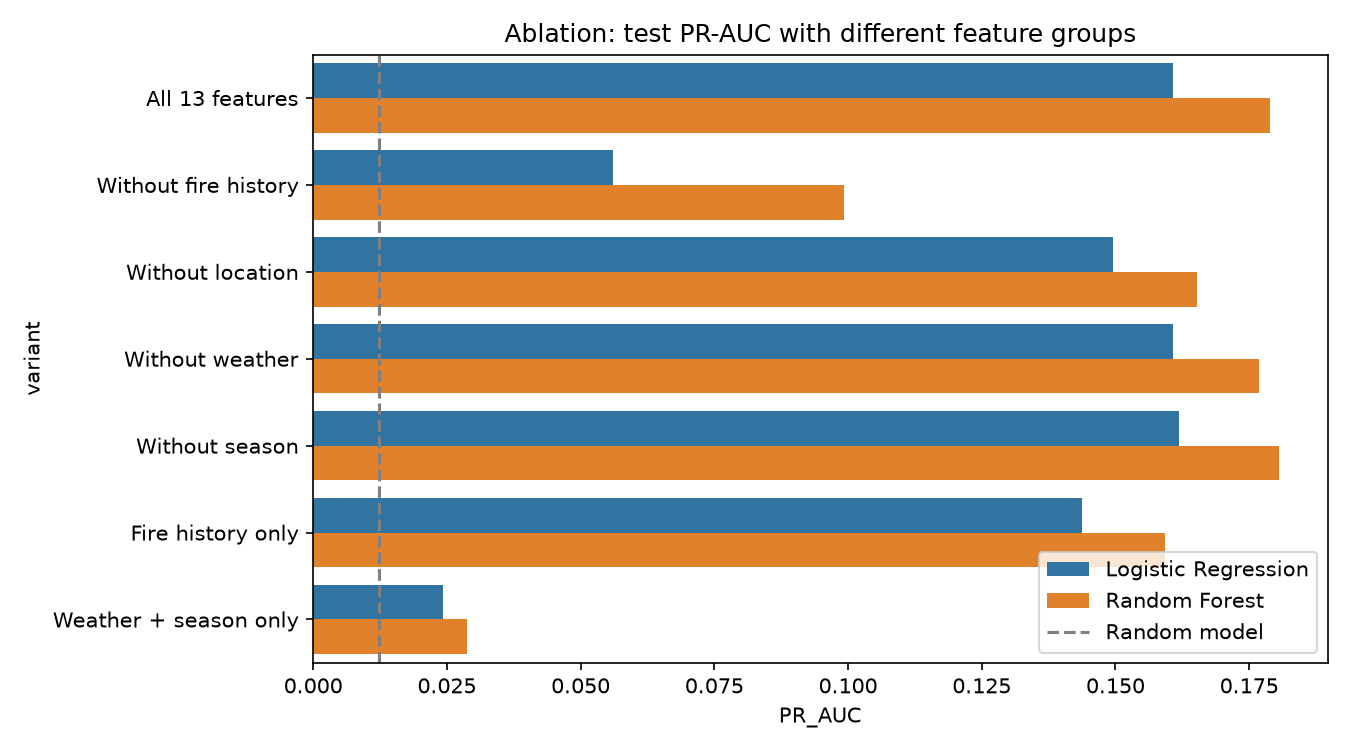 Ablation: test PR-AUC with different feature groups
variant
All 13 features
Without fire history
Without location
Without weather
Without season
Fire history only
Weather + season only
Logistic Regression
Random Forest
Random model
0.000 0.025 0.050 0.075 0.100 0.125 0.150 0.175
PR_AUC